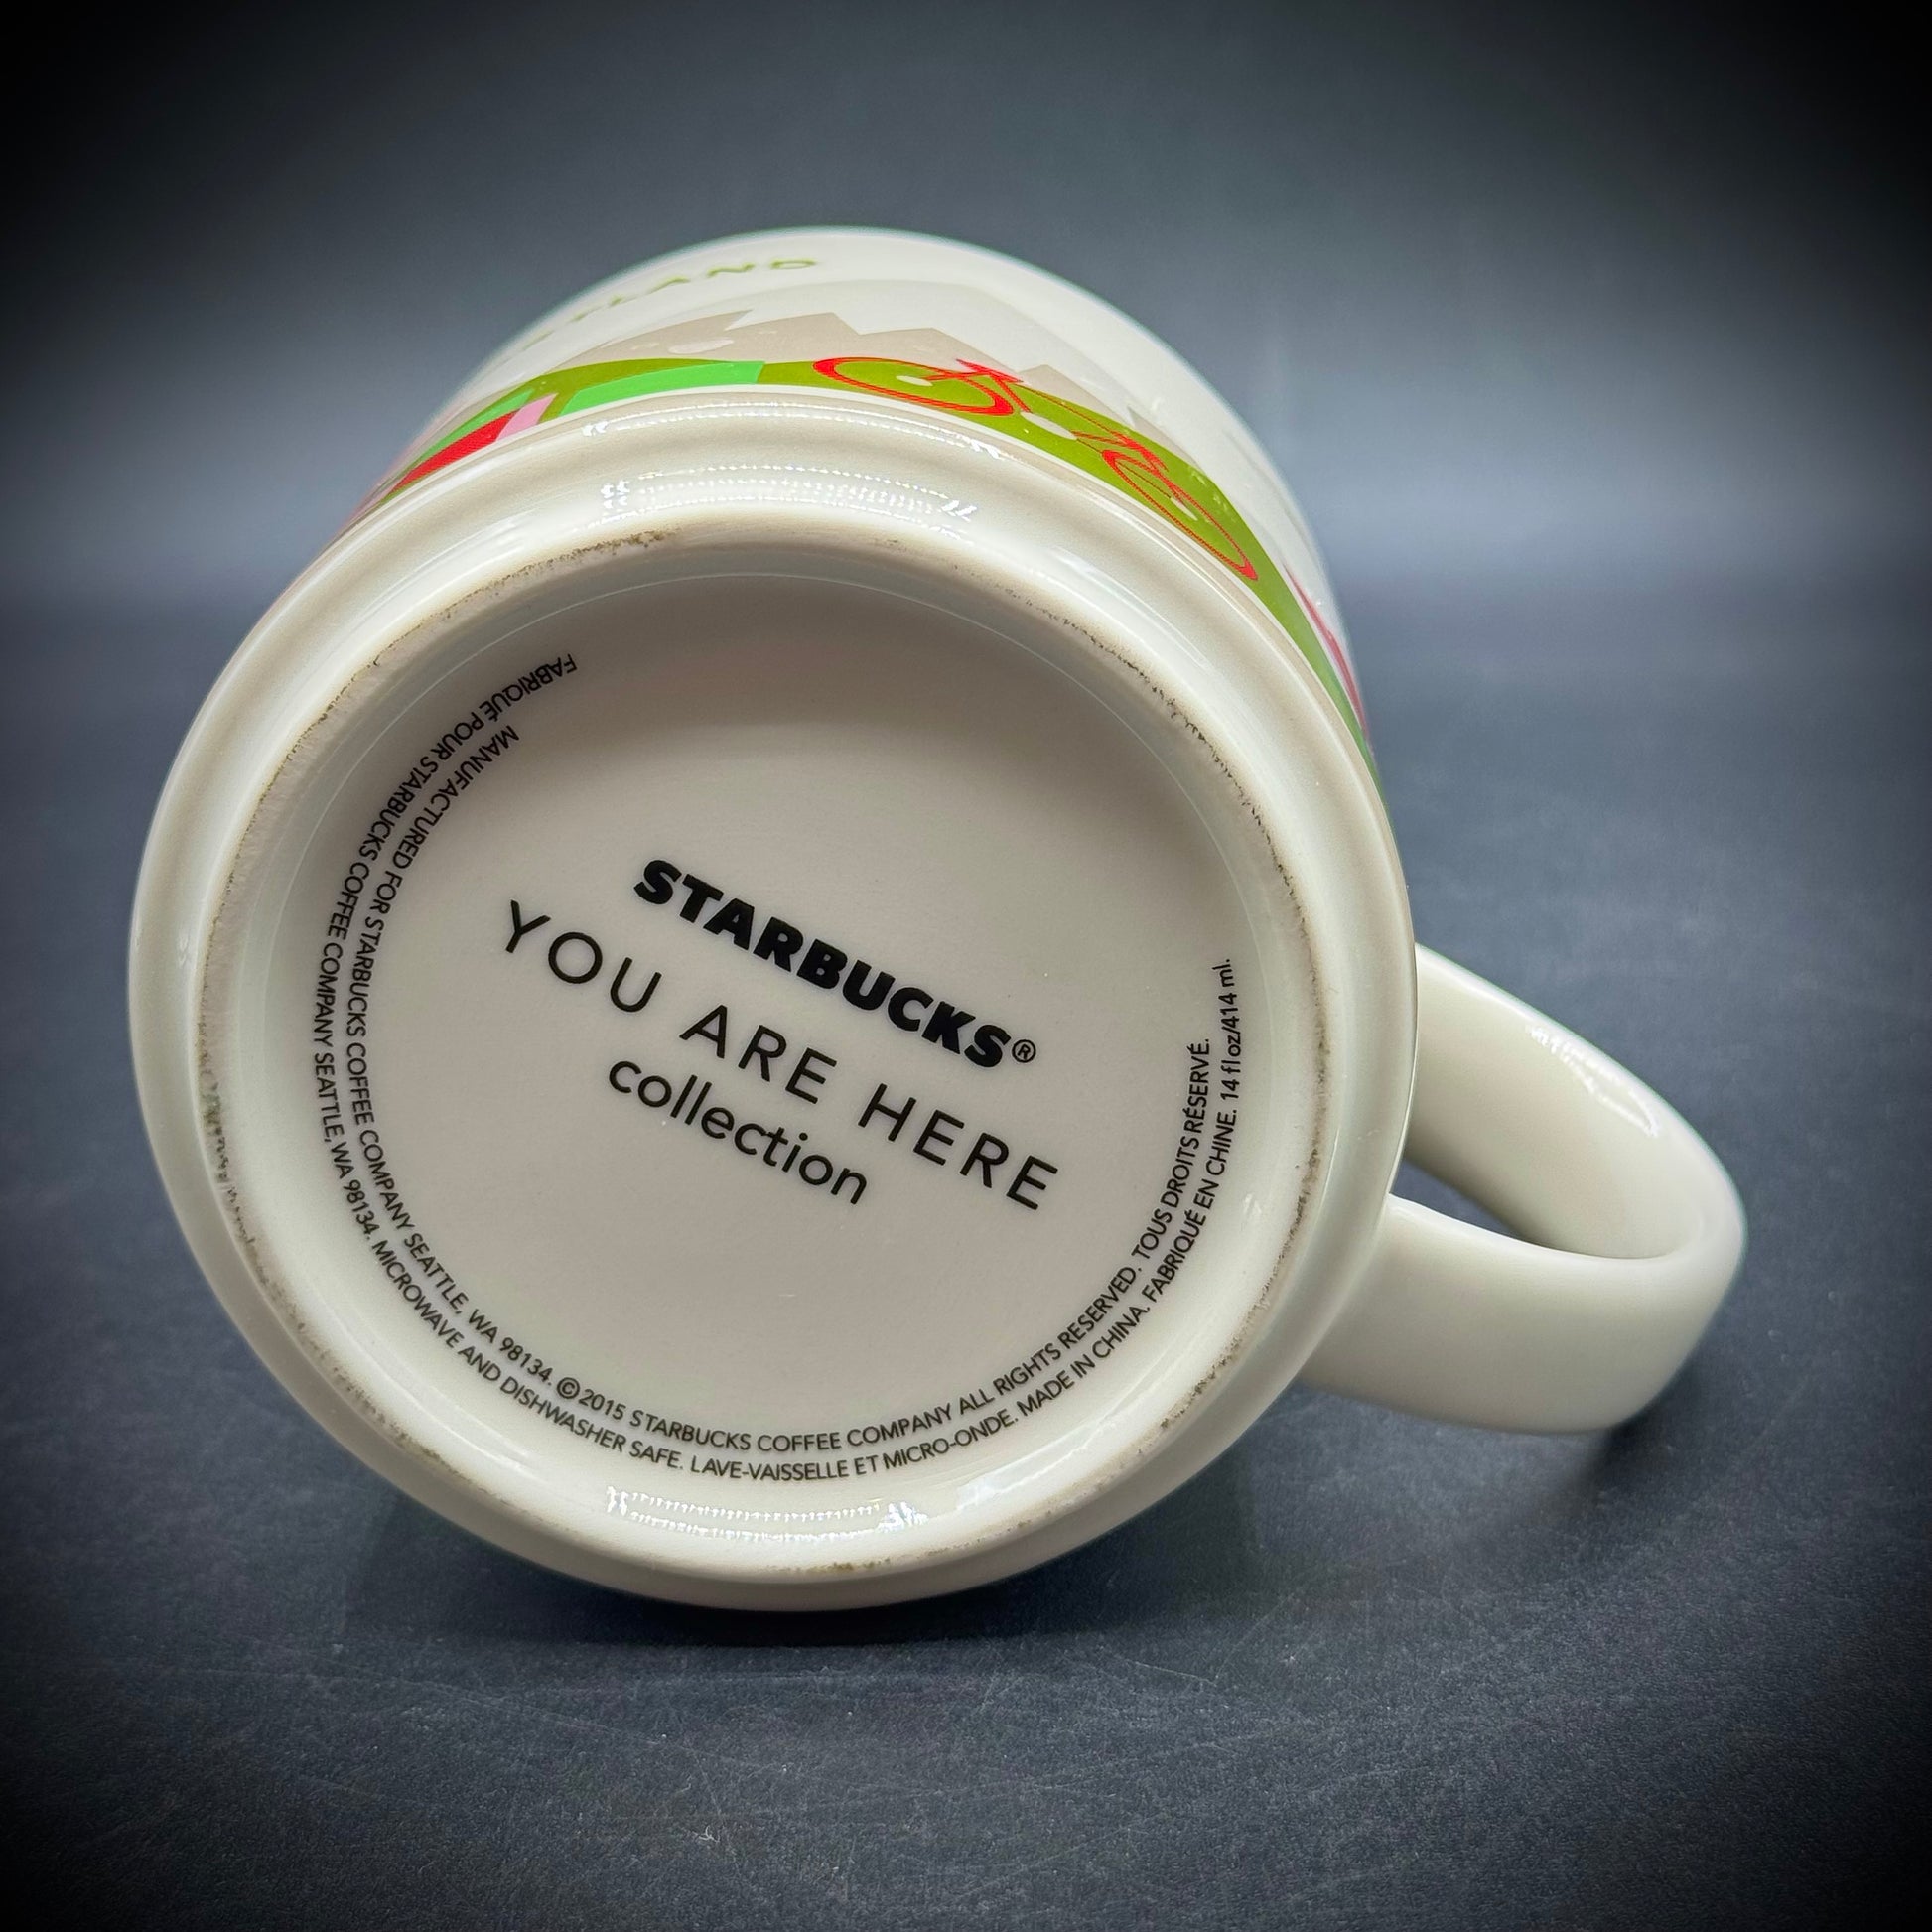 STARBUCKS®
YOU ARE HERE
collection
MANUFACTURED FOR STARBUCKS COFFEE COMPANY SEATTLE, WA 98134. ©2015 STARBUCKS COFFEE COMPANY ALL RIGHTS RESERVED. TOUS DROITS RÉSERVÉ.
FABRIQUÉ POUR STARBUCKS COFFEE COMPANY SEATTLE, WA 98134. MICROWAVE AND DISHWASHER SAFE. LAVE-VAISSELLE ET MICRO-ONDE. MADE IN CHINA. FABRIQUÉ EN CHINE. 14 fl oz/414 ml.